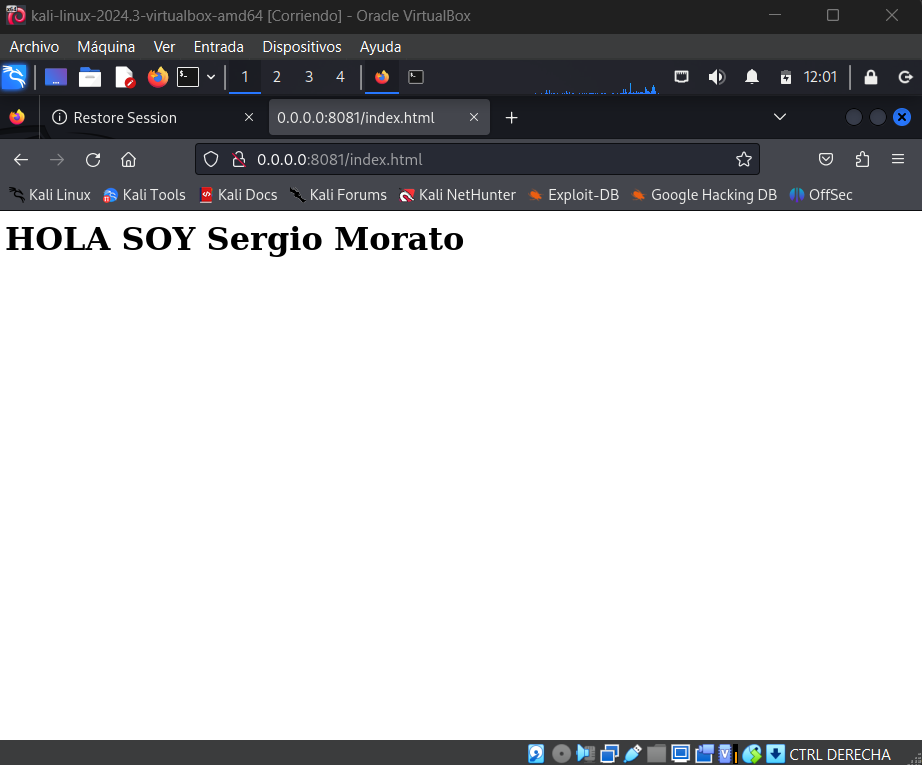 kali-linux-2024.3-virtualbox-amd64 [Corriendo] - Oracle VirtualBox
Archivo Máquina Ver Entrada Dispositivos Ayuda
1 2 3 4 12:01
Restore Session 0.0.0.0:8081/index.html
0.0.0.0:8081/index.html
Kali Linux Kali Tools Kali Docs Kali Forums Kali NetHunter Exploit-DB Google Hacking DB OffSec
HOLA SOY Sergio Morato
CTRL DERECHA